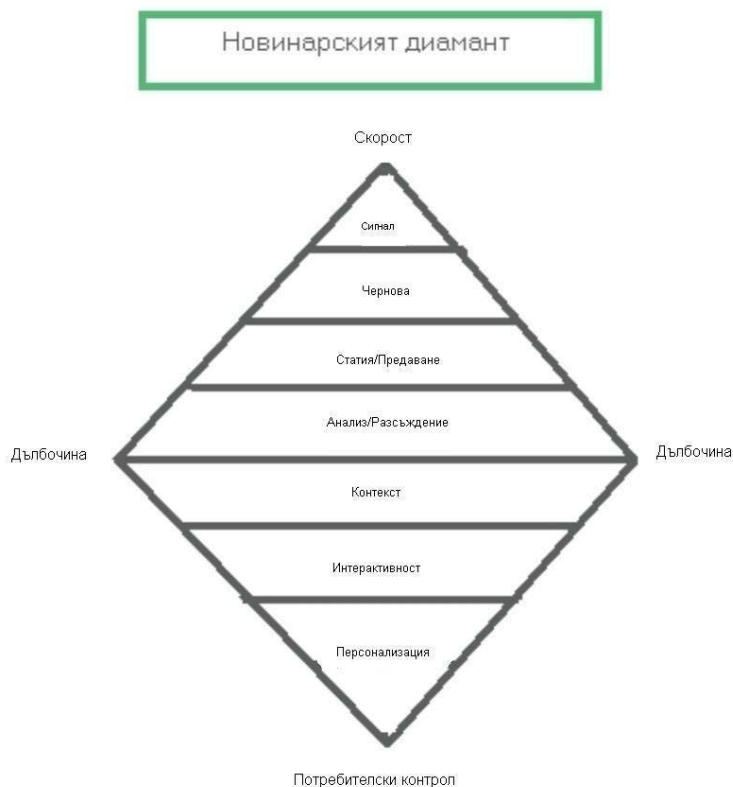 Новинарският диамант
Скорост
Сигнал
Чернова
Статия/Предаване
Анализ/Разсъждение
Дълбочина
Дълбочина
Контекст
Интерактивност
Персонализация
Потребителски контрол